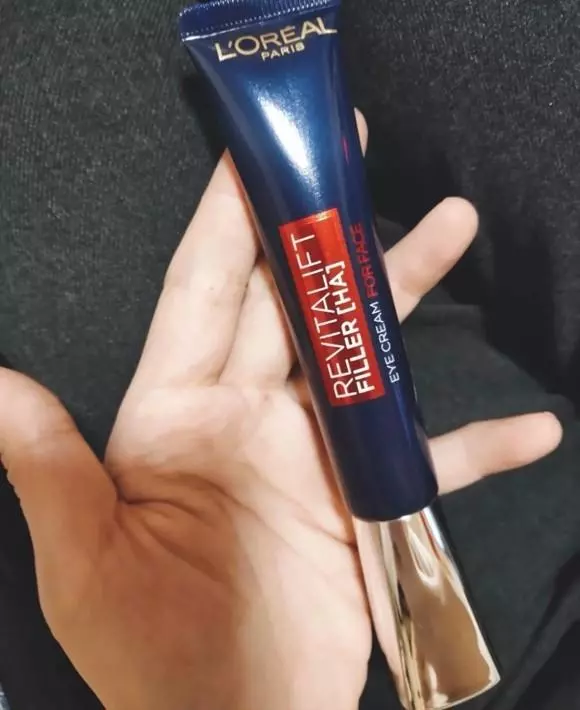 L'ORÉAL
PARIS
REVITALIFT
FILLER [HA]
EYE CREAM FOR FACE